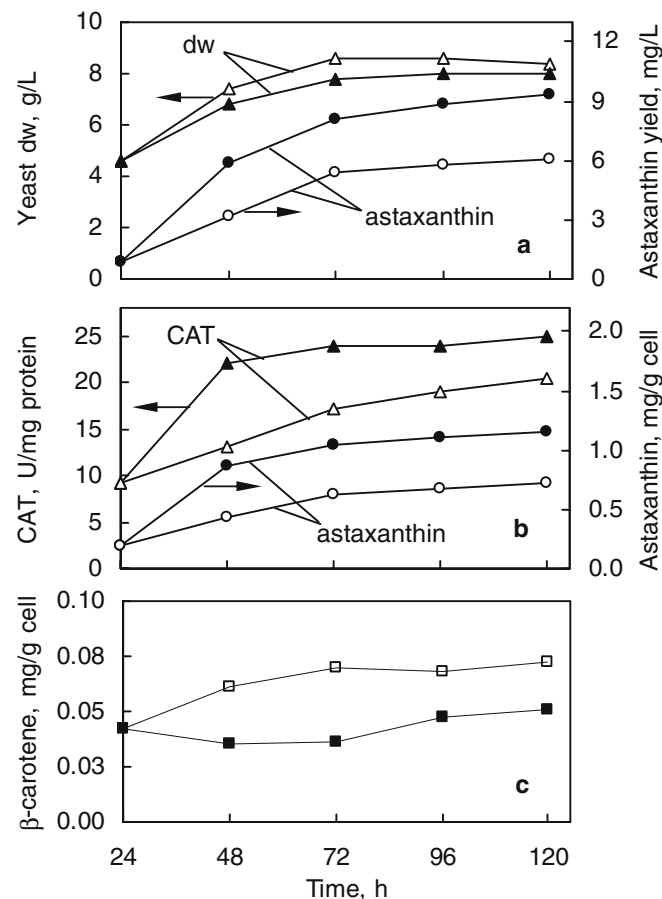 Yeast dw, g/L
10
8
6
4
2
0
dw
astaxanthin
a
12
9
6
3
0
Astaxanthin yield, mg/L
CAT, U/mg protein
25
20
15
10
5
0
CAT
astaxanthin
b
2.0
1.5
1.0
0.5
0.0
Astaxanthin, mg/g cell
β-carotene, mg/g cell
0.10
0.08
0.05
0.03
0.00
c
24 48 72 96 120
Time, h